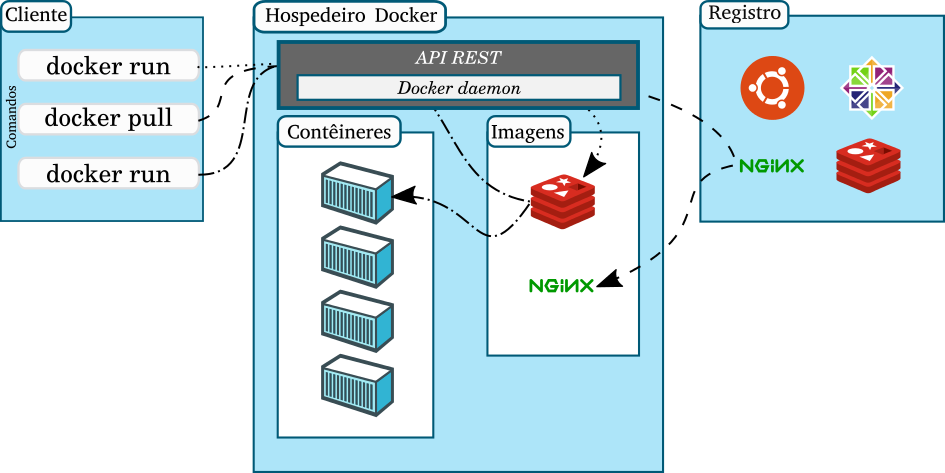 Cliente
Comandos
docker run
docker pull
docker run
Hospedeiro Docker
API REST
Docker daemon
Contêineres
Imagens
NGiNX
Registro
NGiNX